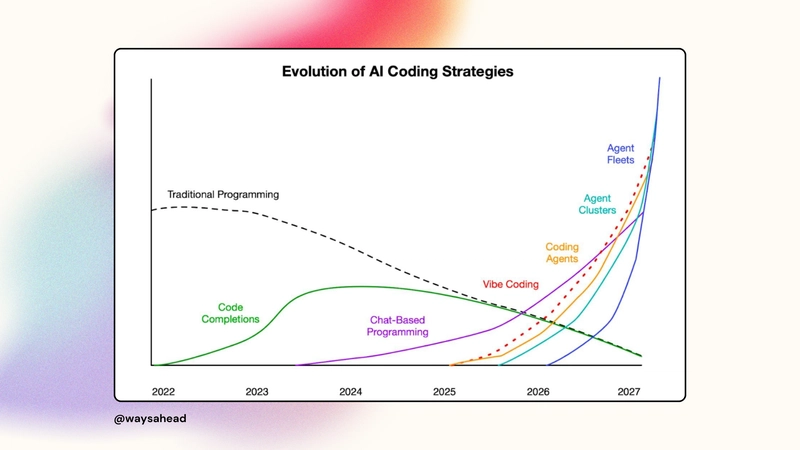 Evolution of AI Coding Strategies
Agent
Fleets
Traditional Programming
Agent
Clusters
Coding
Agents
Vibe Coding
Code
Completions
Chat-Based
Programming
2022 2023 2024 2025 2026 2027
@waysahead